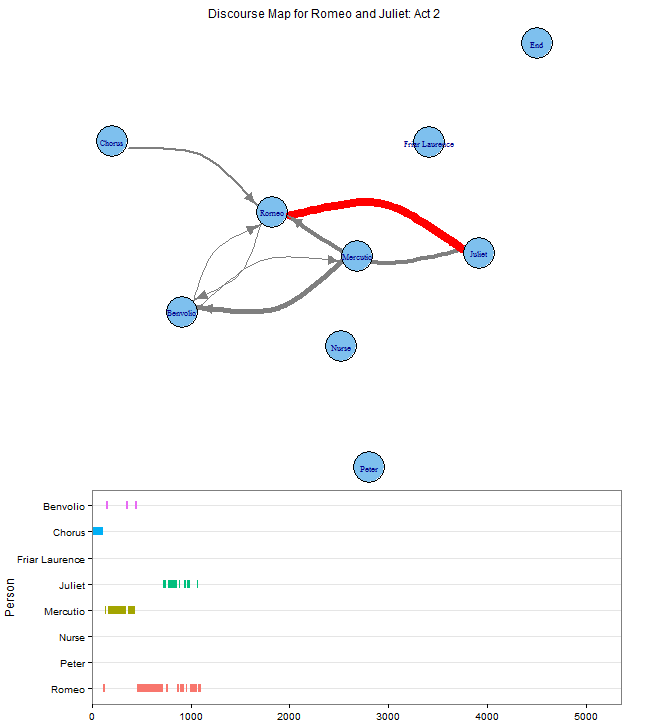 Discourse Map for Romeo and Juliet: Act 2
End
Chorus
Friar Laurence
Romeo
Mercutio
Juliet
Benvolio
Nurse
Peter
Person
Benvolio
Chorus
Friar Laurence
Juliet
Mercutio
Nurse
Peter
Romeo
0 1000 2000 3000 4000 5000